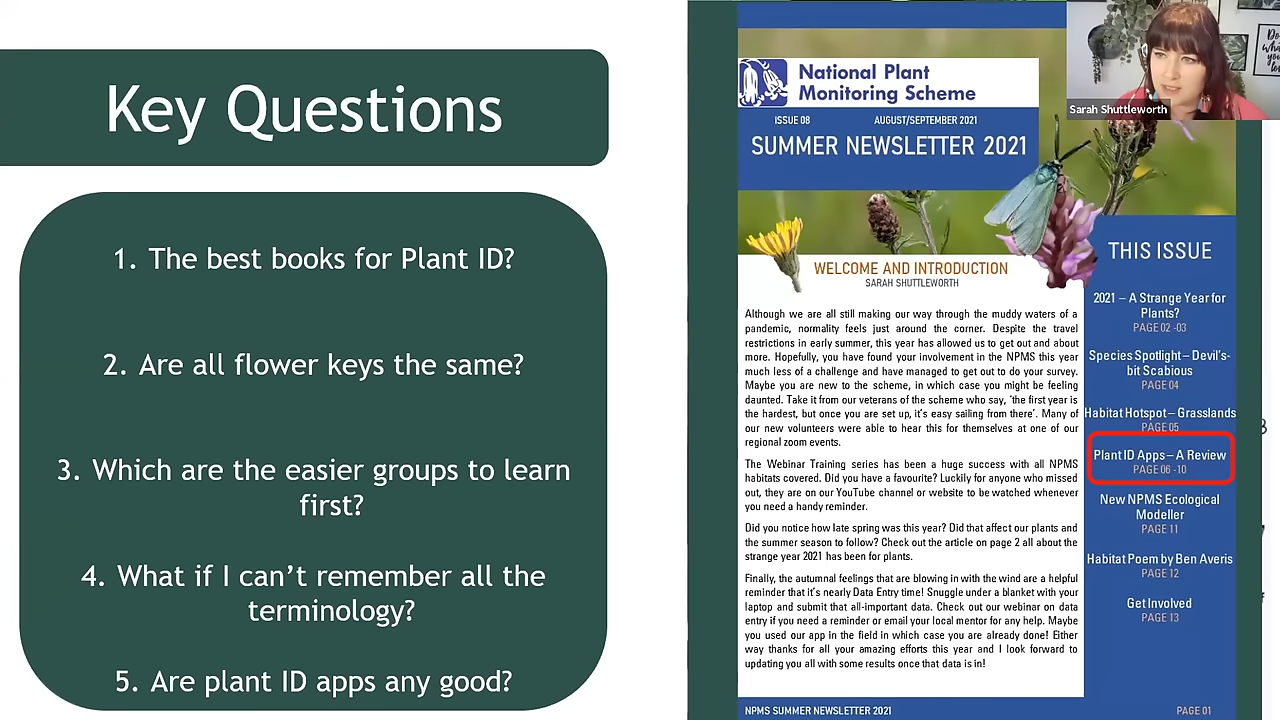 Key Questions
1. The best books for Plant ID?
2. Are all flower keys the same?
3. Which are the easier groups to learn
first?
4. What if I can't remember all the
terminology?
5. Are plant ID apps any good?
National Plant
Monitoring Scheme
ISSUE 08 AUGUST/SEPTEMBER 2021
SUMMER NEWSLETTER 2021
WELCOME AND INTRODUCTION
SARAH SHUTTLEWORTH
Although we are all still making our way through the muddy waters of a
pandemic, normality feels just around the corner. Despite the travel
restrictions in early summer, this year has allowed us to get out and about
more. Hopefully, you have found your involvement in the NPMS this year
much less of a challenge and have managed to get out to do your survey.
Maybe you are new to the scheme, in which case you might be feeling
daunted. Take it from our veterans of the scheme who say, 'the first year is
the hardest, but once you are set up, it's easy sailing from there'. Many of
our new volunteers were able to hear this for themselves at one of our
regional zoom events.
The Webinar Training series has been a huge success with all NPMS
habitats covered. Did you have a favourite? Luckily for anyone who missed
out, they are on our YouTube channel or website to be watched whenever
you need a handy reminder.
Did you notice how late spring was this year? Did that affect our plants and
the summer season to follow? Check out the article on page 2 all about the
strange year 2021 has been for plants.
Finally, the autumnal feelings that are blowing in with the wind are a helpful
reminder that it's nearly Data Entry time! Snuggle under a blanket with your
laptop and submit that all-important data. Check out our webinar on data
entry if you need a reminder or email your local mentor for any help. Maybe
you used our app in the field in which case you are already done! Either
way thanks for all your amazing efforts this year and I look forward to
updating you all with some results once that data is in!
THIS ISSUE
2021 – A Strange Year for
Plants?
PAGE 02 -03
Species Spotlight – Devil's-
bit Scabious
PAGE 04
Habitat Hotspot – Grasslands
PAGE 05
Plant ID Apps – A Review
PAGE 06 -10
New NPMS Ecological
Modeller
PAGE 11
Habitat Poem by Ben Averis
PAGE 12
Get Involved
PAGE 13
NPMS SUMMER NEWSLETTER 2021 PAGE 01
Sarah Shuttleworth